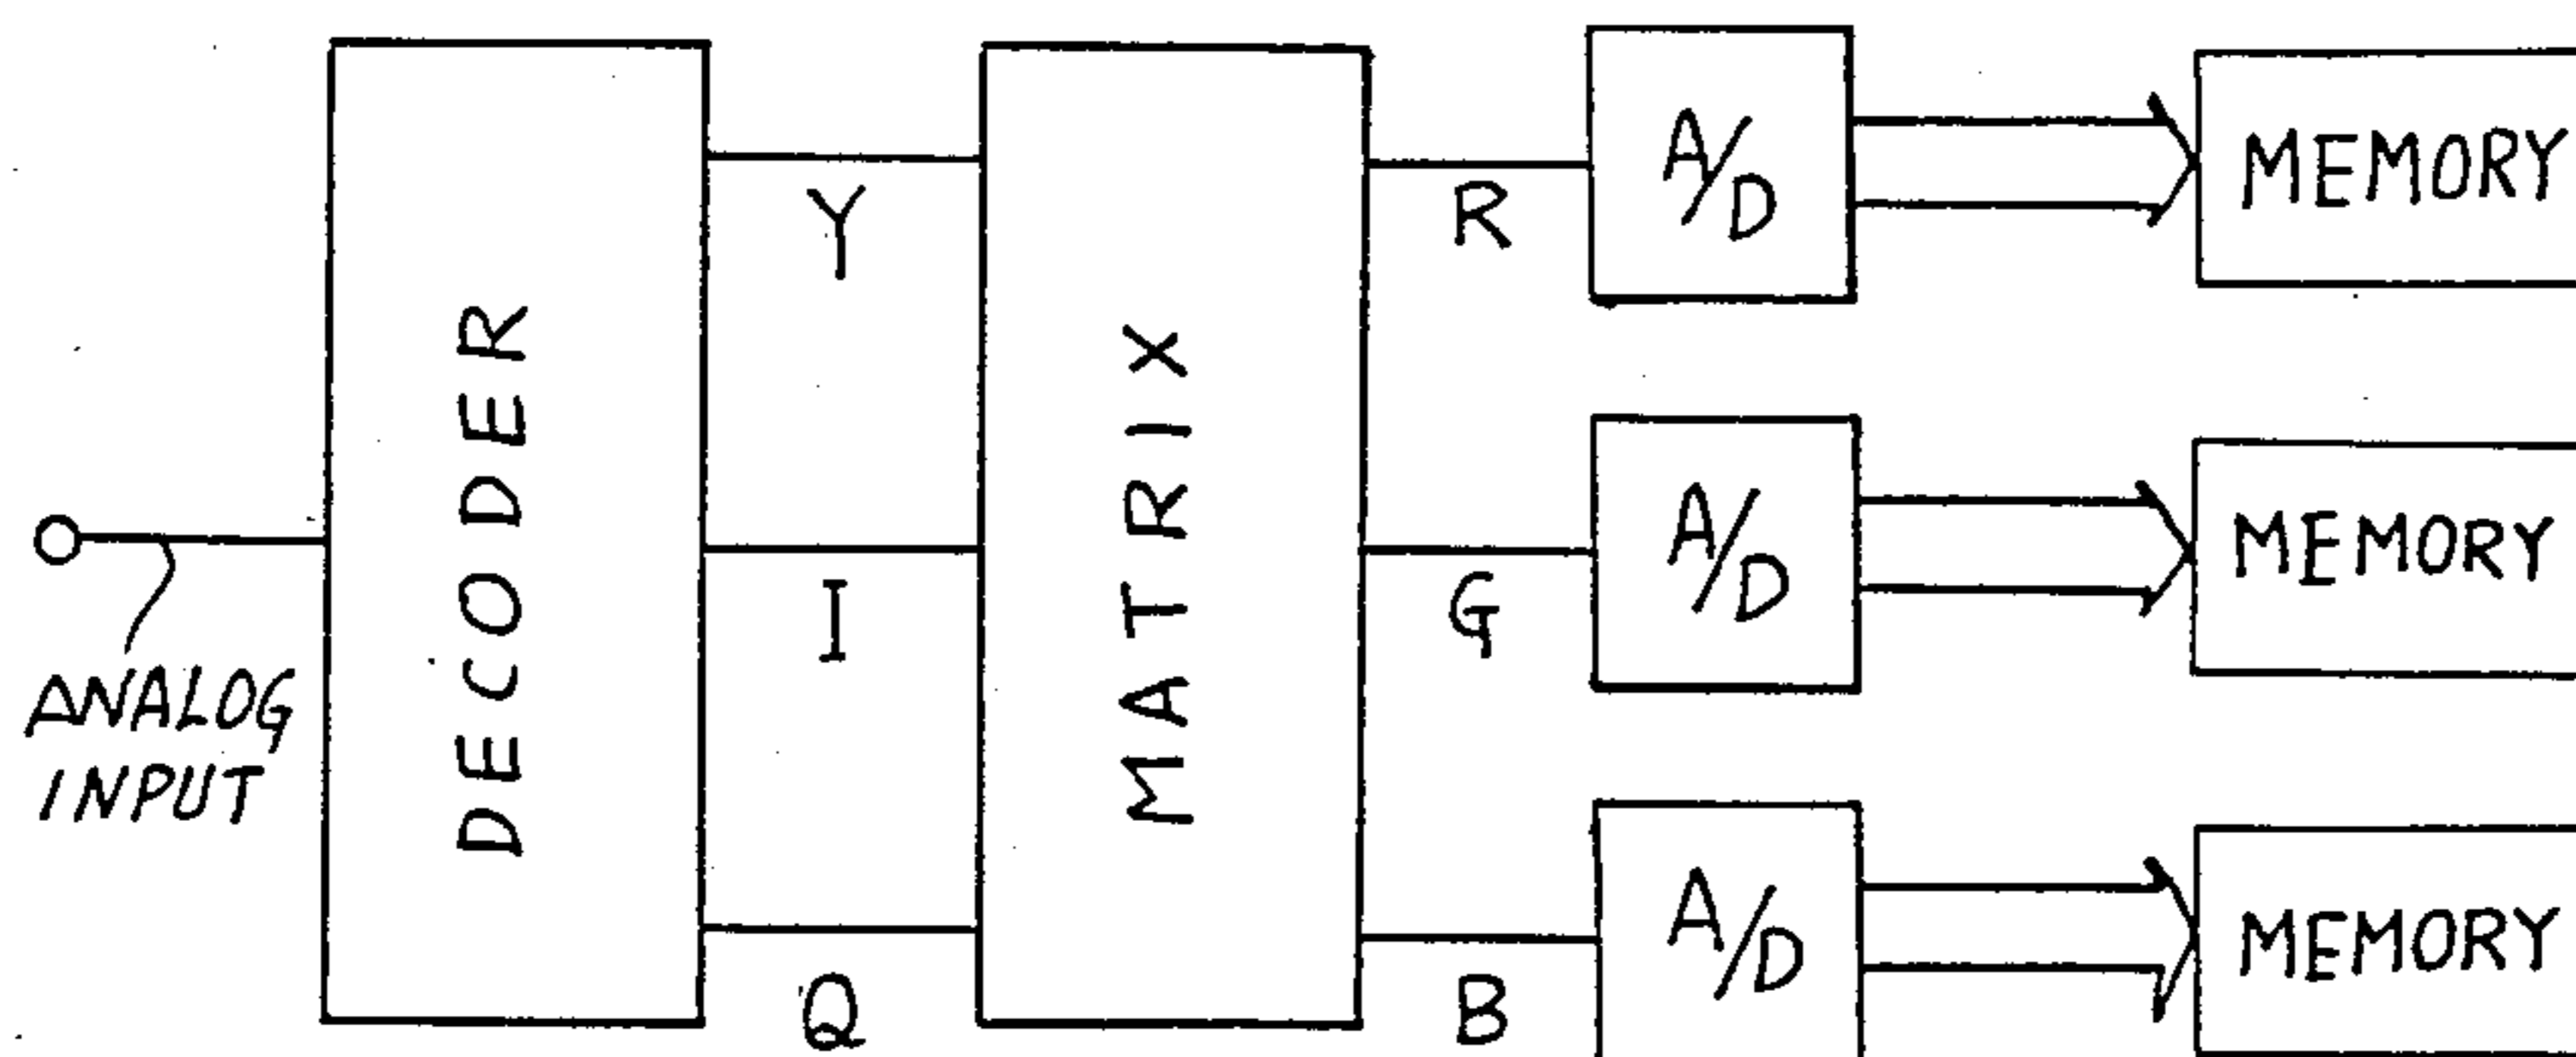 ANALOG
INPUT
DECODER
Y
I
Q
MATRIX
R
G
B
A/D
MEMORY
A/D
MEMORY
A/D
MEMORY